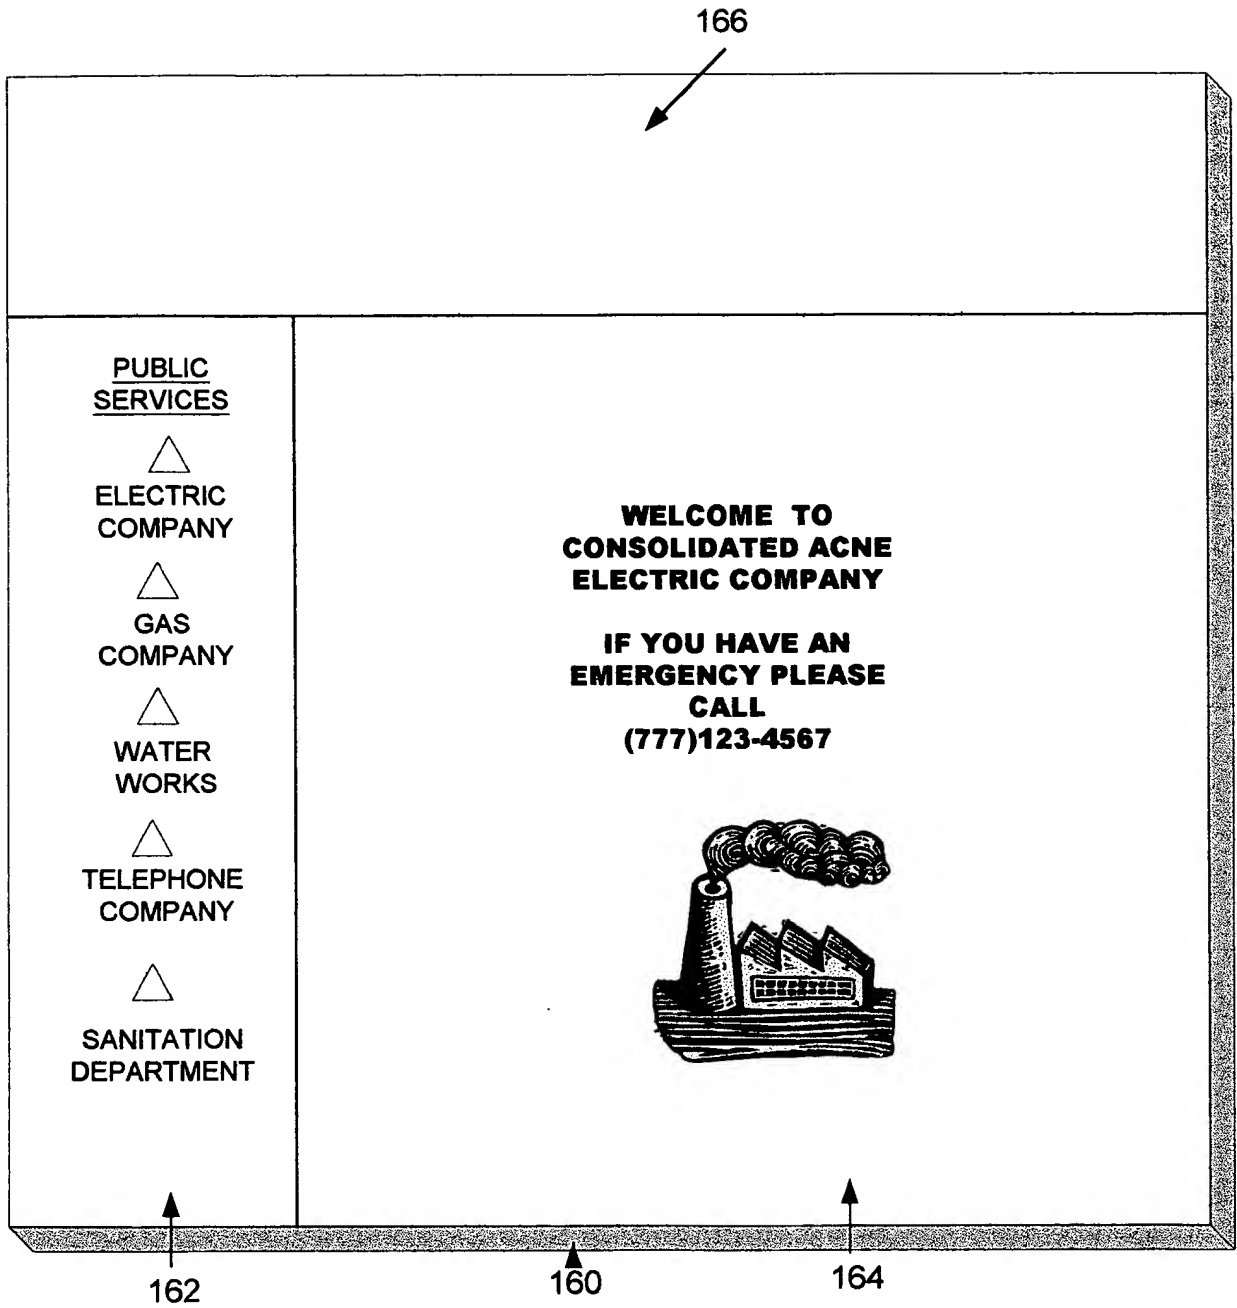 166
PUBLIC
SERVICES
ELECTRIC
COMPANY
GAS
COMPANY
WATER
WORKS
TELEPHONE
COMPANY
SANITATION
DEPARTMENT
WELCOME TO
CONSOLIDATED ACNE
ELECTRIC COMPANY
IF YOU HAVE AN
EMERGENCY PLEASE
CALL
(777)123-4567
162
160
164